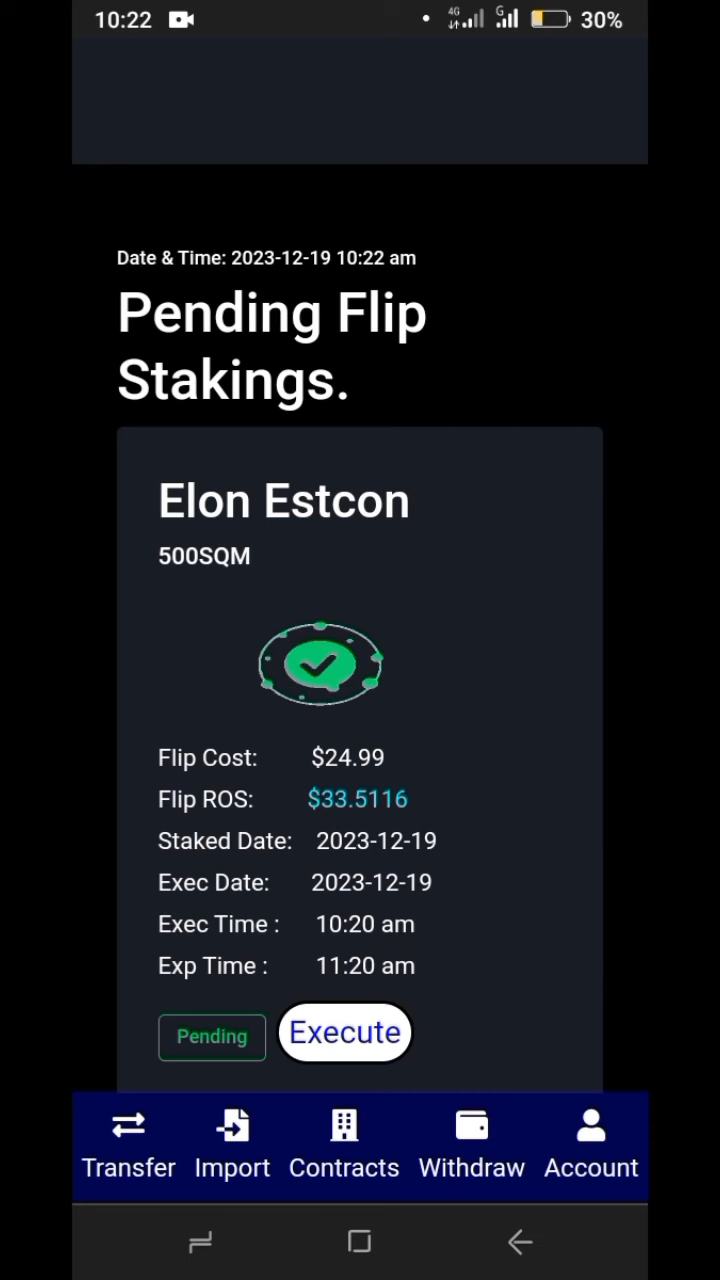 10:22 4G G 30%
Date & Time: 2023-12-19 10:22 am
Pending Flip
Stakings.
Elon Estcon
500SQM
Flip Cost: $24.99
Flip ROS: $33.5116
Staked Date: 2023-12-19
Exec Date: 2023-12-19
Exec Time : 10:20 am
Exp Time : 11:20 am
Pending Execute
Transfer Import Contracts Withdraw Account